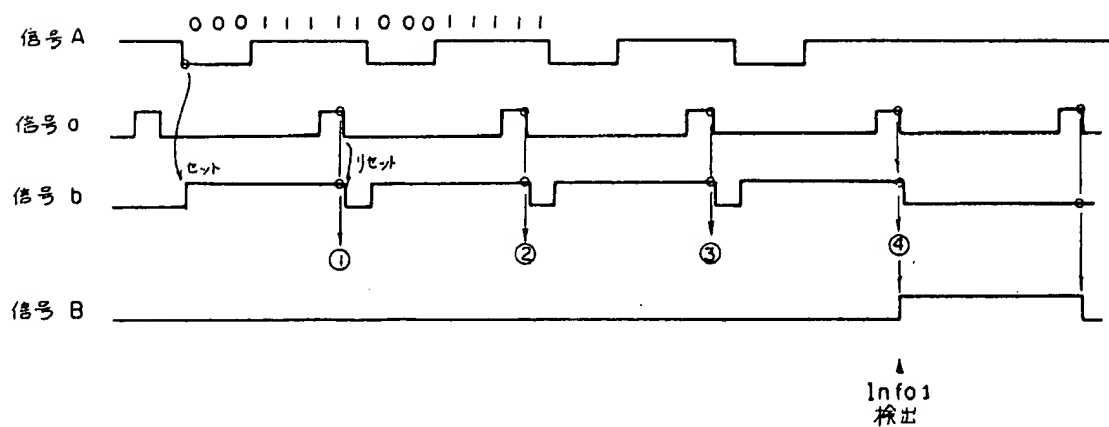 0 0 0 1 1 1 1 1 0 0 0 1 1 1 1 1
信号 A
信号 a
セット
リセット
信号 b
① ② ③ ④
信号 B
Info1
検出